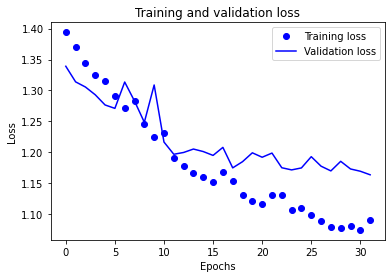 Training and validation loss
Training loss
Validation loss
1.40
1.35
1.30
1.25
1.20
1.15
1.10
Loss
0
5
10
15
20
25
30
Epochs